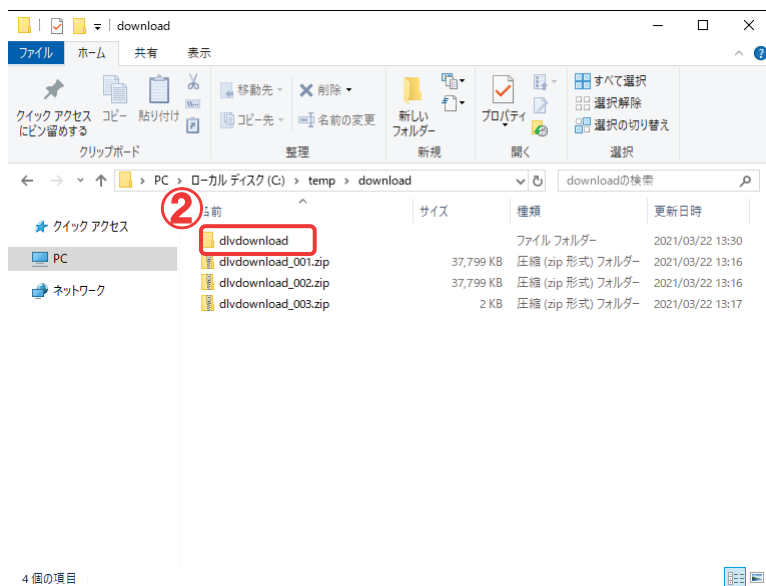 download
ファイル ホーム 共有 表示
クイック アクセス
にピン留めする
コピー
貼り付け
移動先
コピー先
削除
名前の変更
新しい
フォルダー
プロパティ
すべて選択
選択解除
選択の切り替え
クリップボード 整理 新規 開く 選択
PC › ローカル ディスク (C:) › temp › download
downloadの検索
②
名前 サイズ 種類 更新日時
クイック アクセス
PC
ネットワーク
dlvdownload ファイル フォルダー 2021/03/22 13:30
dlvdownload_001.zip 37,799 KB 圧縮 (zip 形式) フォルダー 2021/03/22 13:16
dlvdownload_002.zip 37,799 KB 圧縮 (zip 形式) フォルダー 2021/03/22 13:16
dlvdownload_003.zip 2 KB 圧縮 (zip 形式) フォルダー 2021/03/22 13:17
4 個の項目